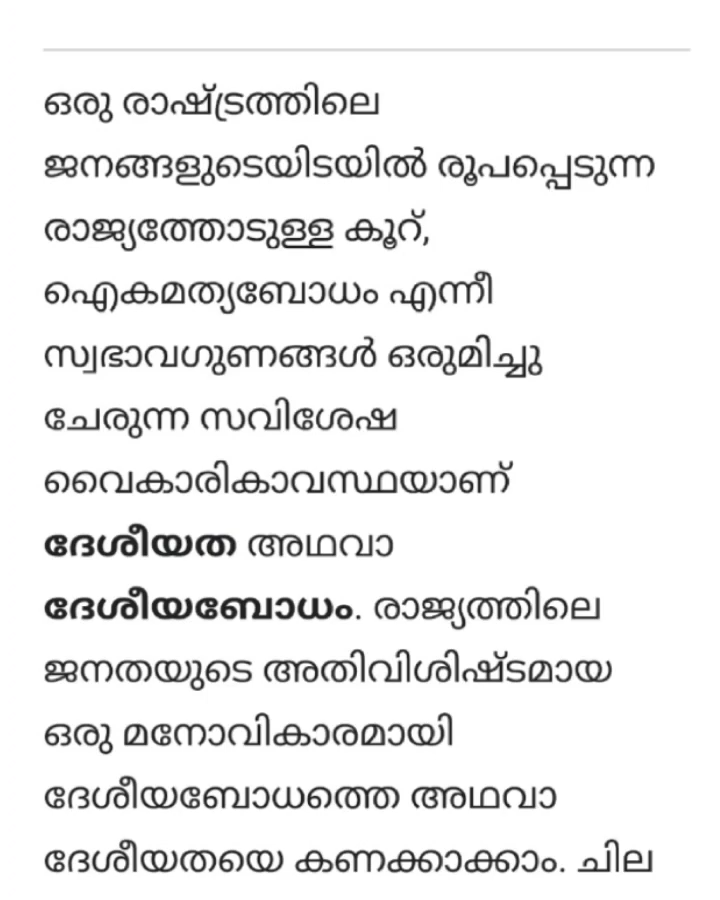 ഒരു രാഷ്ട്രത്തിലെ
ജനങ്ങളുടെയിടയിൽ രൂപപ്പെടുന്ന
രാജ്യത്തോടുള്ള കൂറ്,
ഐകമത്യബോധം എന്നീ
സ്വഭാവഗുണങ്ങൾ ഒരുമിച്ചു
ചേരുന്ന സവിശേഷ
വൈകാരികാവസ്ഥയാണ്
ദേശീയത അഥവാ
ദേശീയബോധം. രാജ്യത്തിലെ
ജനതയുടെ അതിവിശിഷ്ടമായ
ഒരു മനോവികാരമായി
ദേശീയബോധത്തെ അഥവാ
ദേശീയതയെ കണക്കാക്കാം. ചില